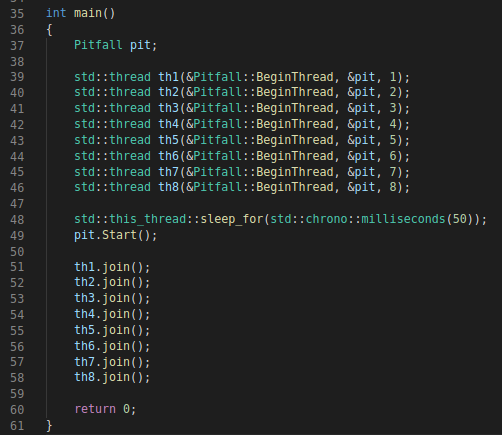 35 int main()
36 {
37     Pitfall pit;
38
39     std::thread th1(&Pitfall::BeginThread, &pit, 1);
40     std::thread th2(&Pitfall::BeginThread, &pit, 2);
41     std::thread th3(&Pitfall::BeginThread, &pit, 3);
42     std::thread th4(&Pitfall::BeginThread, &pit, 4);
43     std::thread th5(&Pitfall::BeginThread, &pit, 5);
44     std::thread th6(&Pitfall::BeginThread, &pit, 6);
45     std::thread th7(&Pitfall::BeginThread, &pit, 7);
46     std::thread th8(&Pitfall::BeginThread, &pit, 8);
47
48     std::this_thread::sleep_for(std::chrono::milliseconds(50));
49     pit.Start();
50
51     th1.join();
52     th2.join();
53     th3.join();
54     th4.join();
55     th5.join();
56     th6.join();
57     th7.join();
58     th8.join();
59
60     return 0;
61 }